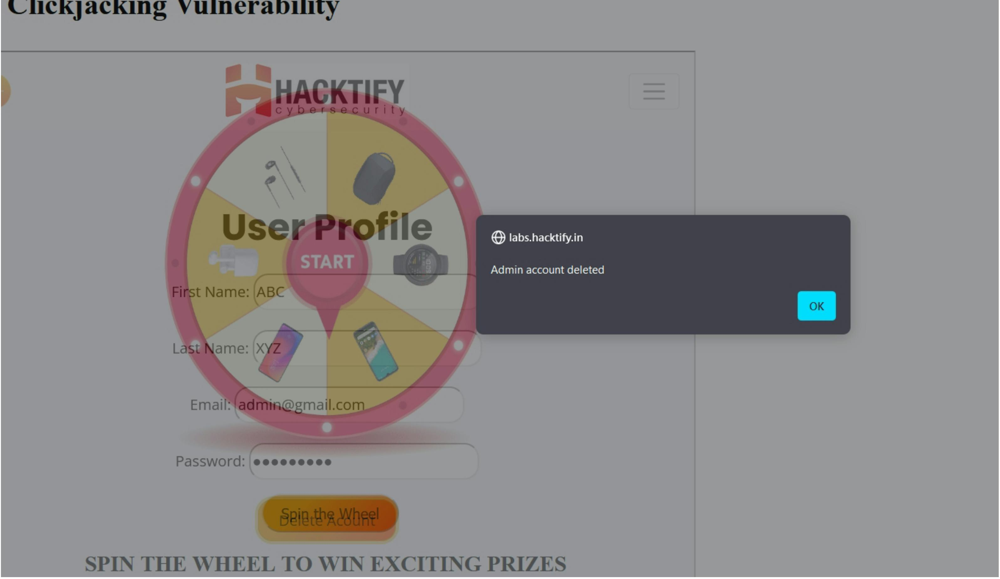 Clickjacking Vulnerability
HACKTIFY
cybersecurity
User Profile
START
labs.hacktify.in
Admin account deleted
OK
First Name: ABC
Last Name: XYZ
Email: admin@gmail.com
Password: •••••••••
Spin the Wheel
Delete Acount
SPIN THE WHEEL TO WIN EXCITING PRIZES